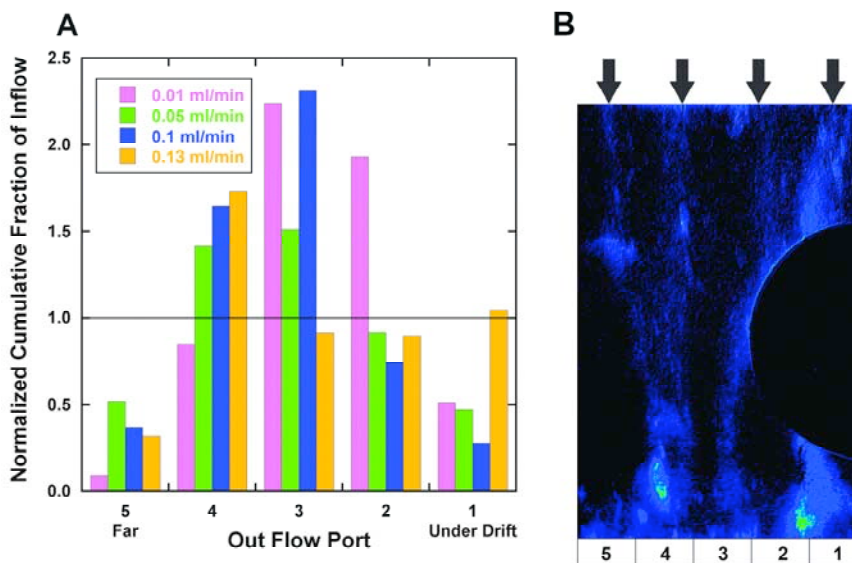 A
Normalized Cumulative Fraction of Inflow
2.5
2.0
1.5
1.0
0.5
0.0
0.01 ml/min
0.05 ml/min
0.1 ml/min
0.13 ml/min
5 4 3 2 1
Far Out Flow Port Under Drift
B
5 4 3 2 1